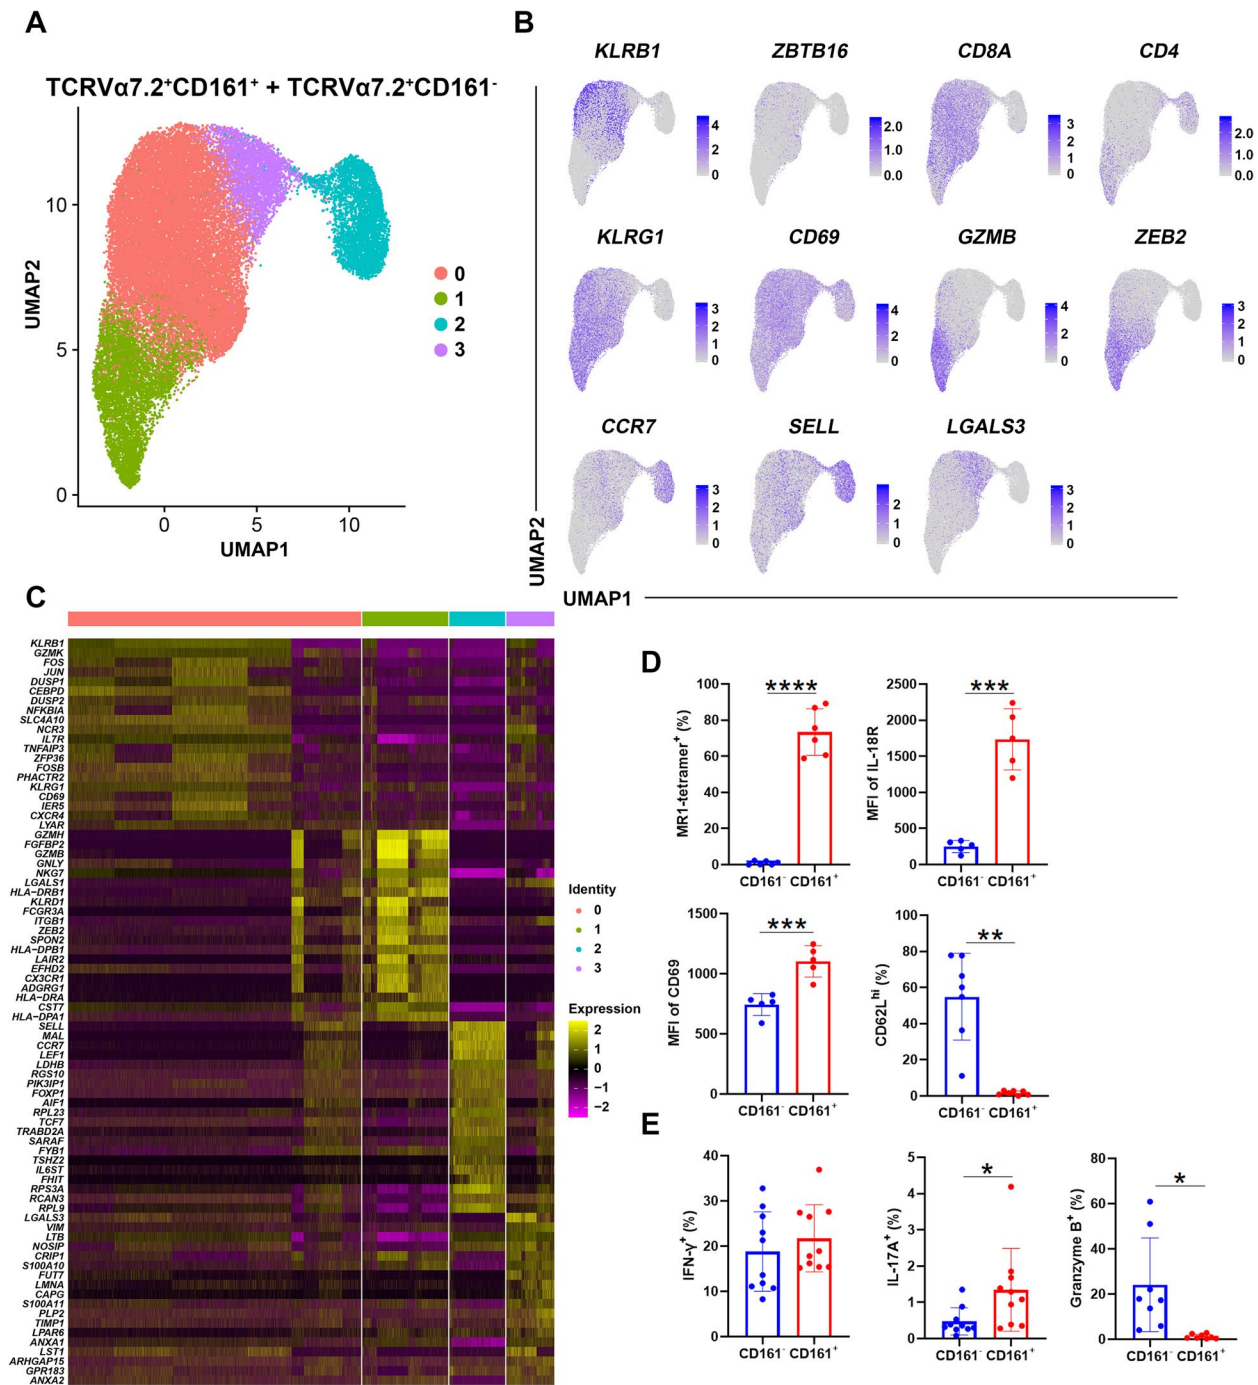 A
TCRVα7.2⁺CD161⁺ + TCRVα7.2⁺CD161⁻
UMAP2
10
5
0
0
5
10
UMAP1
0
1
2
3
B
KLRB1
ZBTB16
CD8A
CD4
4
2
0
2.0
1.0
0.0
3
2
1
0
2.0
1.0
0.0
KLRG1
CD69
GZMB
ZEB2
3
2
1
0
4
2
0
4
2
0
3
2
1
0
CCR7
SELL
LGALS3
3
2
1
0
2
1
0
3
2
1
0
UMAP2
UMAP1
C
KLRB1
GZMK
FOS
JUN
DUSP1
CEBPD
DUSP2
NFKBIA
SLC4A10
NCR3
IL7R
TNFAIP3
ZFP36
FOSB
PHACTR2
KLRG1
CD69
IER5
CXCR4
LYAR
GZMH
FGFBP2
GZMB
GNLY
NKG7
LGALS1
HLA-DRB1
KLRD1
FCGR3A
ITGB1
ZEB2
SPON2
HLA-DPB1
LAIR2
EFHD2
CX3CR1
ADGRG1
HLA-DRA
CST7
HLA-DPA1
SELL
MAL
CCR7
LEF1
LDHB
RGS10
PIK3IP1
FOXP1
AIF1
RPL23
TCF7
TRABD2A
SARAF
FYB1
TSHZ2
IL6ST
FHIT
RPS3A
RCAN3
RPL9
LGALS3
VIM
LTB
NOSIP
CRIP1
S100A10
FUT7
LMNA
CAPG
S100A11
PLP2
TIMP1
LPAR6
ANXA1
LST1
ARHGAP15
GPR183
ANXA2
Identity
0
1
2
3
Expression
2
1
0
−1
−2
D
MR1-tetramer⁺ (%)
100
80
60
40
20
0
****
CD161⁻ CD161⁺
MFI of IL-18R
2500
2000
1500
1000
500
0
***
CD161⁻ CD161⁺
MFI of CD69
1500
1000
500
0
***
CD161⁻ CD161⁺
CD62Lʰⁱ (%)
100
80
60
40
20
0
**
CD161⁻ CD161⁺
E
IFN-γ⁺ (%)
40
30
20
10
0
CD161⁻ CD161⁺
IL-17A⁺ (%)
5
4
3
2
1
0
*
CD161⁻ CD161⁺
Granzyme B⁺ (%)
80
60
40
20
0
*
CD161⁻ CD161⁺